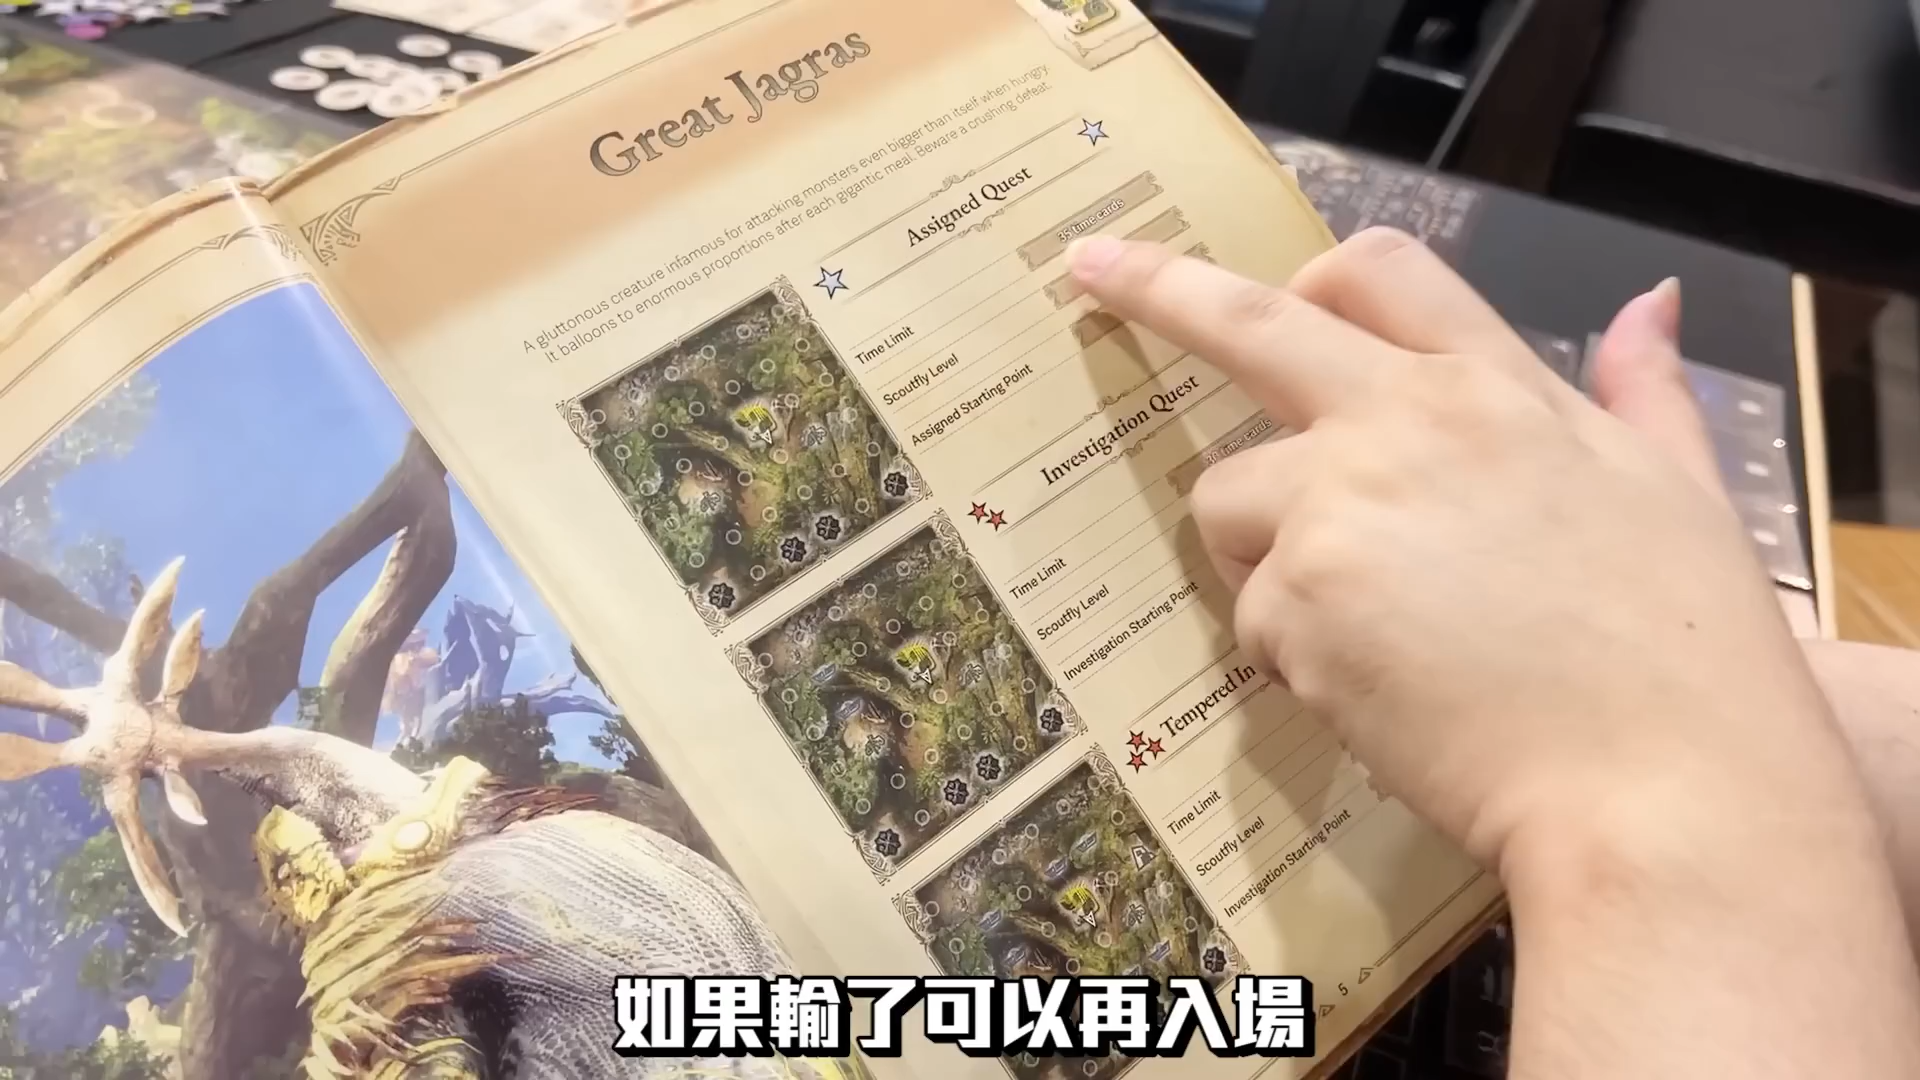 Great Jagras
A gluttonous creature infamous for attacking monsters even bigger than itself when hungry.
It balloons to enormous proportions after each gigantic meal. Beware a crushing defeat.
Assigned Quest
Time Limit
35 time cards
Scoutfly Level
Assigned Starting Point
Investigation Quest
Time Limit
time cards
Scoutfly Level
Investigation Starting Point
Tempered In
Time Limit
Scoutfly Level
Investigation Starting Point
5
如果輸了可以再入場